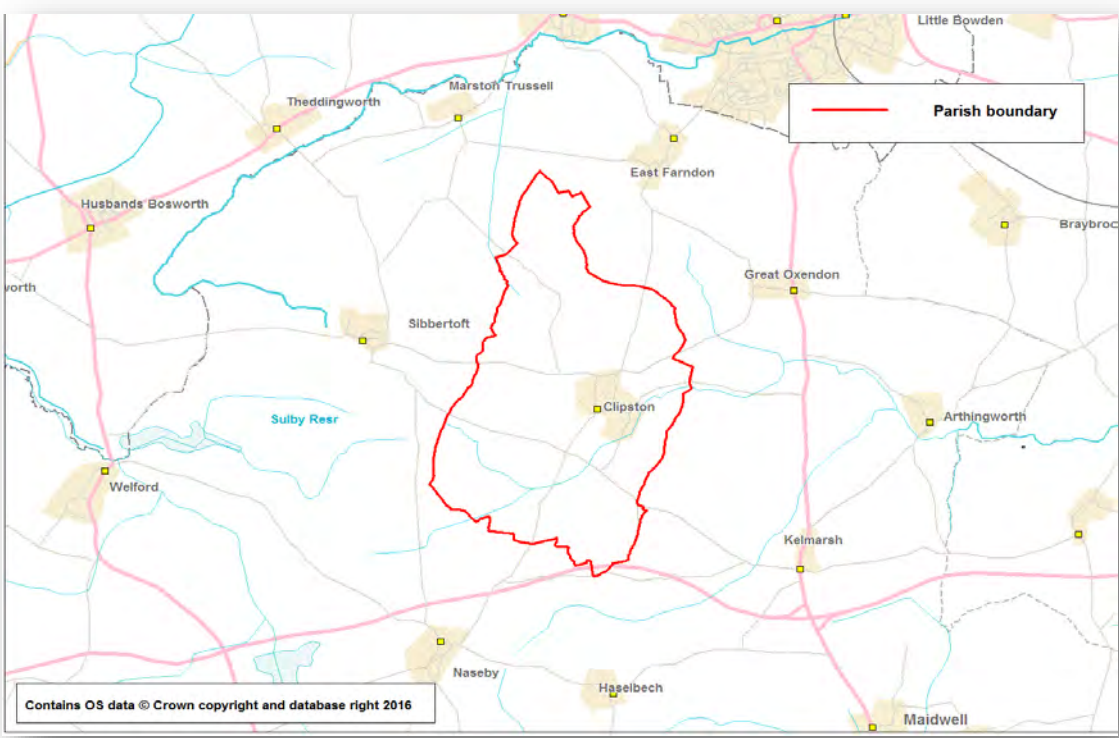 Little Bowden
Marston Trussell
Theddingworth
Parish boundary
East Farndon
Husbands Bosworth
Braybroc
Great Oxendon
worth
Sibbertoft
Clipston
Sulby Resr
Arthingworth
Welford
Kelmarsh
Naseby
Haselbech
Contains OS data © Crown copyright and database right 2016
Maidwell